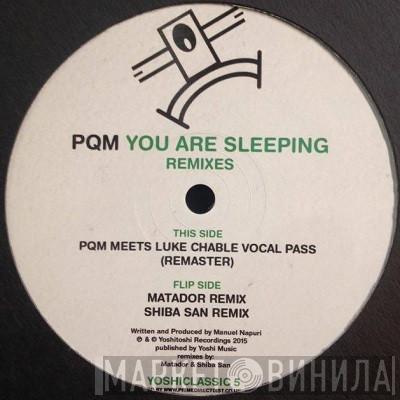 PQM YOU ARE SLEEPING
REMIXES
THIS SIDE
PQM MEETS LUKE CHABLE VOCAL PASS
(REMASTER)
FLIP SIDE
MATADOR REMIX
SHIBA SAN REMIX
Written and Produced by Manuel Napuri
℗ & © Yoshitoshi Recordings 2015
published by Yoshi Music
remixes by:
Matador & Shiba San
YOSHICLASSIC 5
МАРКЕТ ВИНИЛА